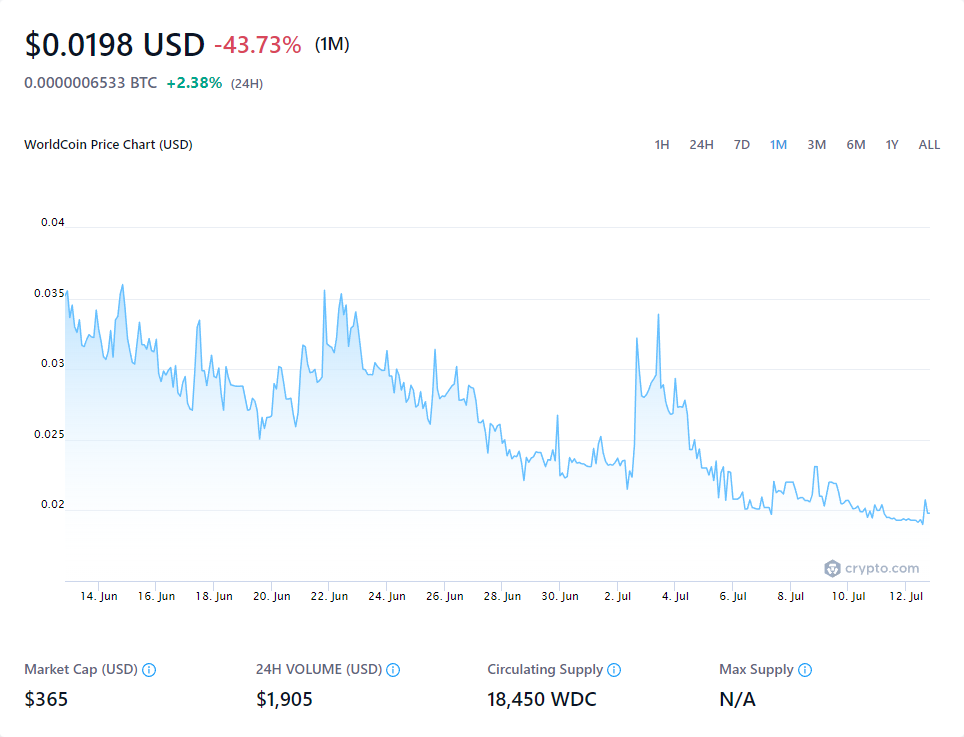 $0.0198 USD -43.73% (1M)
0.0000006533 BTC +2.38% (24H)
WorldCoin Price Chart (USD) 1H 24H 7D 1M 3M 6M 1Y ALL
0.04
0.035
0.03
0.025
0.02
crypto.com
14. Jun 16. Jun 18. Jun 20. Jun 22. Jun 24. Jun 26. Jun 28. Jun 30. Jun 2. Jul 4. Jul 6. Jul 8. Jul 10. Jul 12. Jul
Market Cap (USD) 24H VOLUME (USD) Circulating Supply Max Supply
$365 $1,905 18,450 WDC N/A